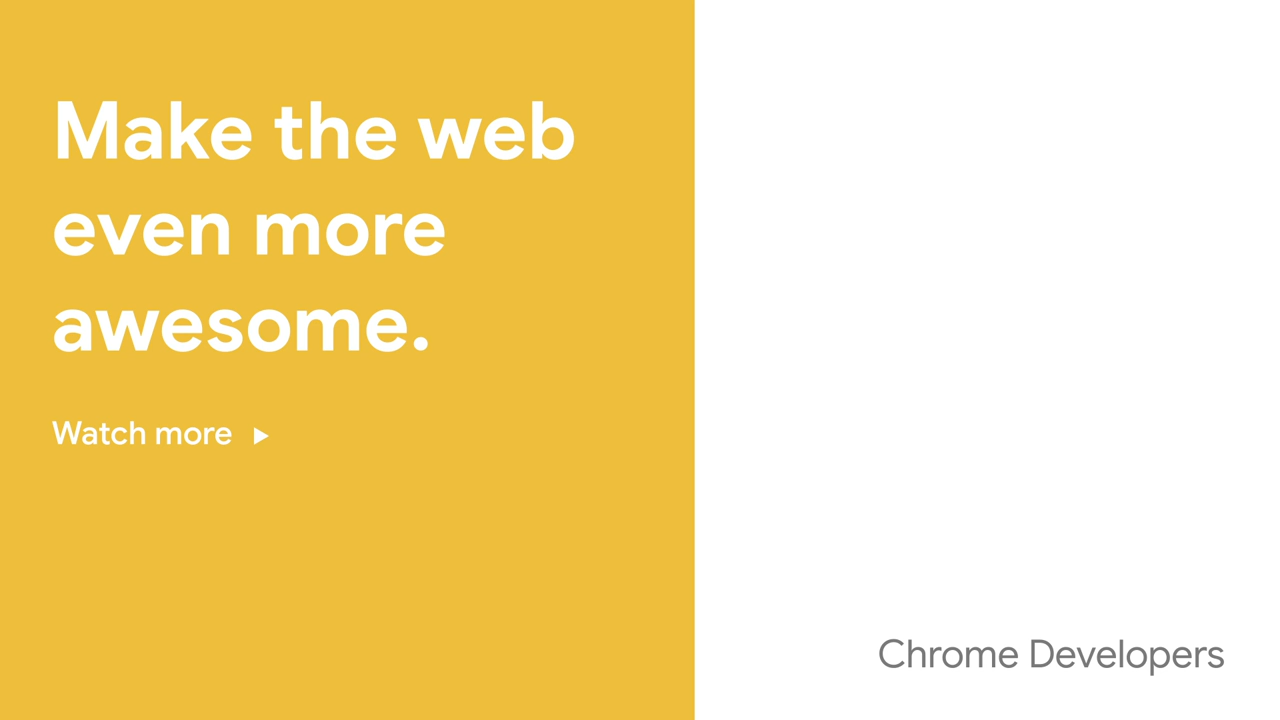 Make the web
even more
awesome.
Watch more
Chrome Developers